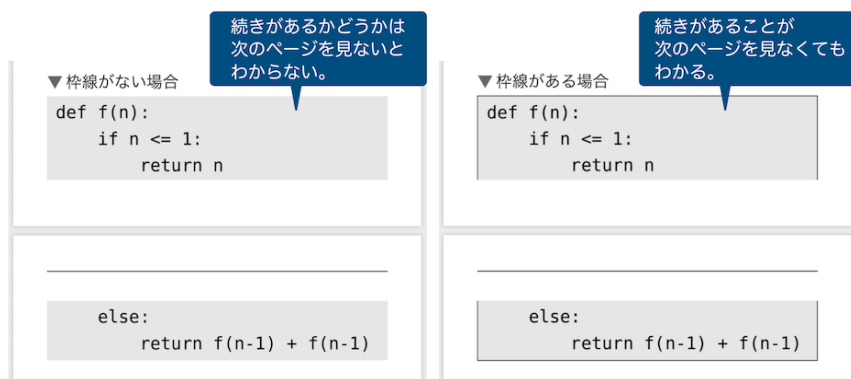 続きがあるかどうかは
次のページを見ないと
わからない。
▼枠線がない場合
def f(n):
    if n <= 1:
        return n
    else:
        return f(n-1) + f(n-1)
続きがあることが
次のページを見なくても
わかる。
▼枠線がある場合
def f(n):
    if n <= 1:
        return n
    else:
        return f(n-1) + f(n-1)